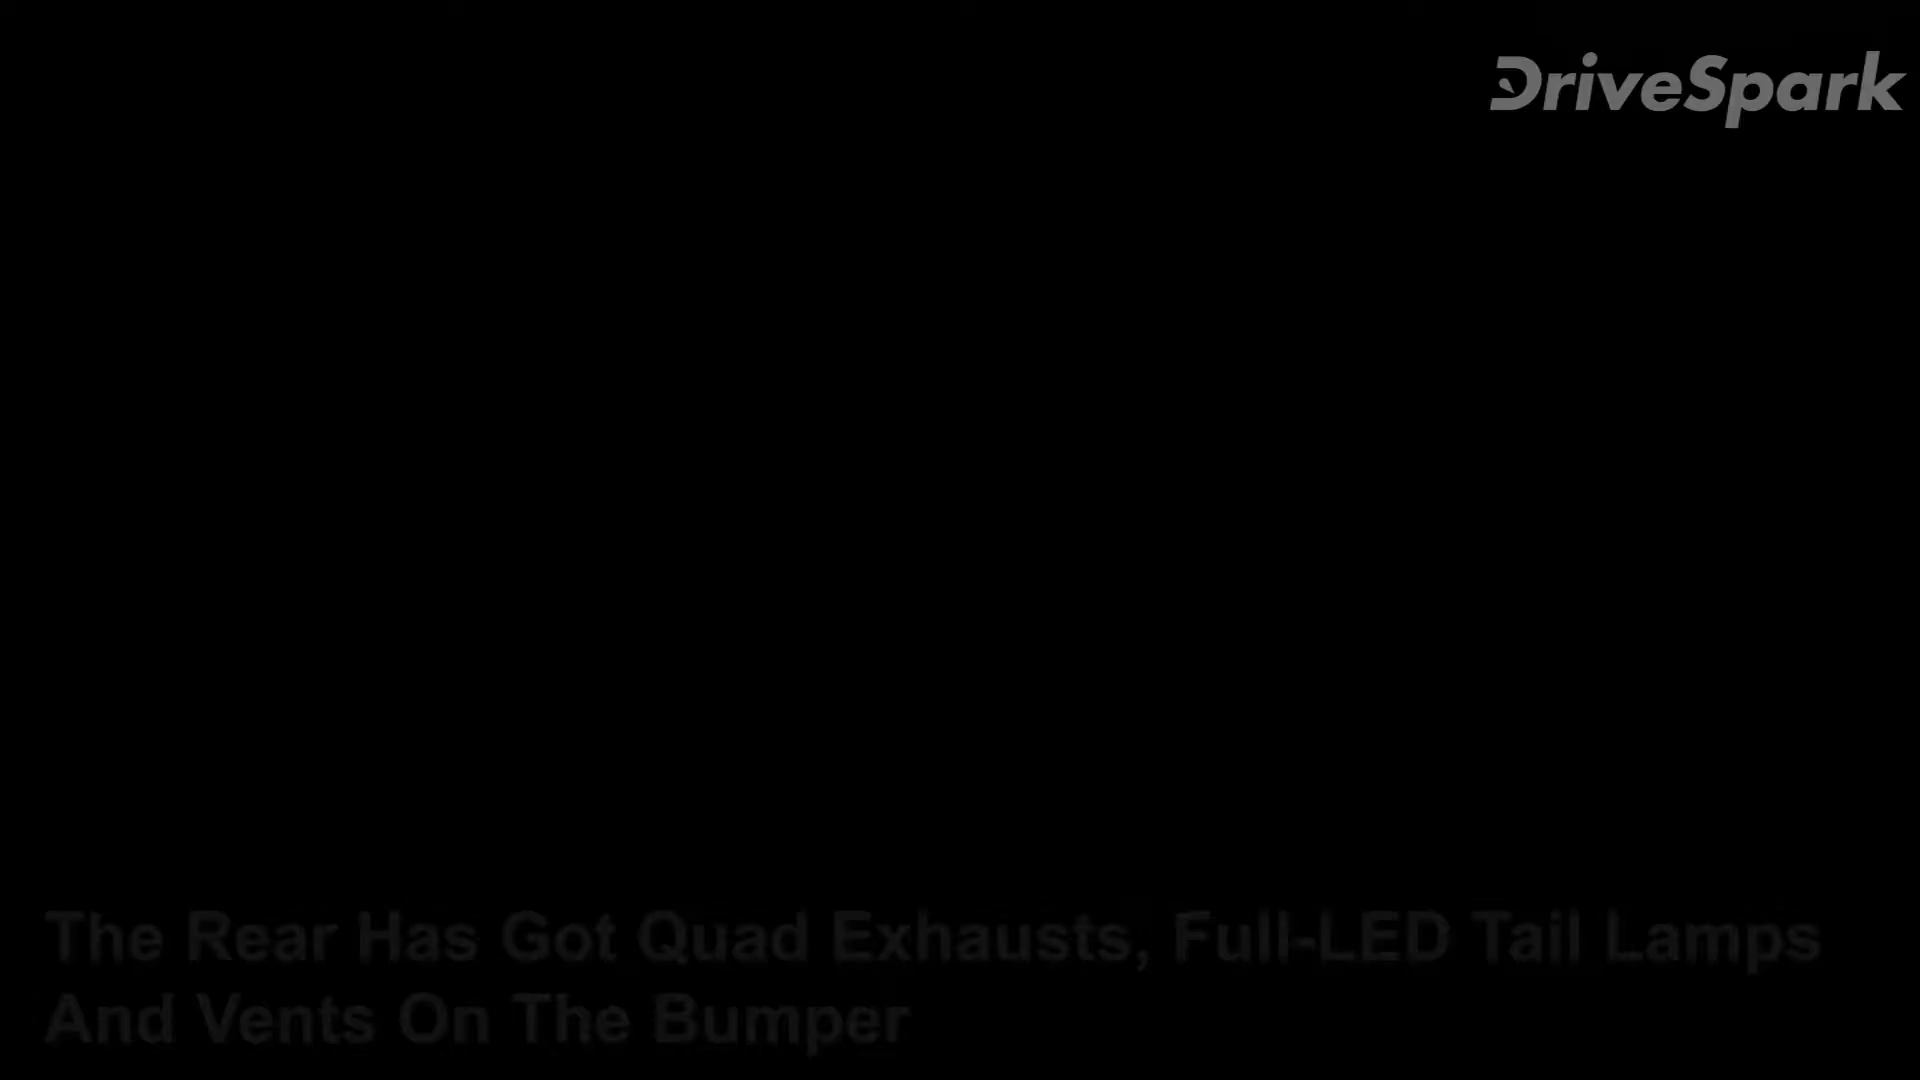 DriveSpark
The Rear Has Got Quad Exhausts, Full-LED Tail Lamps
And Vents On The Bumper